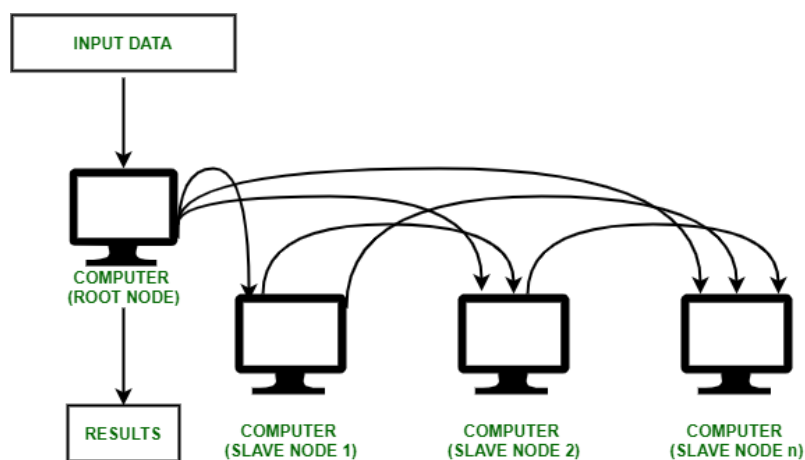 INPUT DATA
COMPUTER
(ROOT NODE)
RESULTS
COMPUTER
(SLAVE NODE 1)
COMPUTER
(SLAVE NODE 2)
COMPUTER
(SLAVE NODE n)